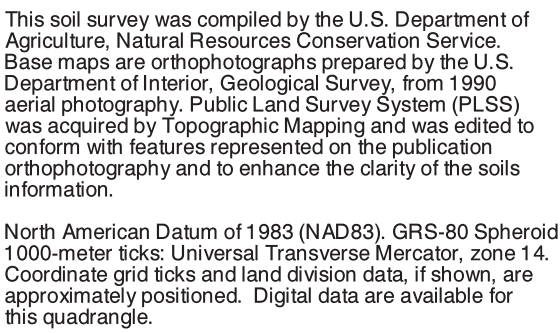 This soil survey was compiled by the U.S. Department of
Agriculture, Natural Resources Conservation Service.
Base maps are orthophotographs prepared by the U.S.
Department of Interior, Geological Survey, from 1990
aerial photography. Public Land Survey System (PLSS)
was acquired by Topographic Mapping and was edited to
conform with features represented on the publication
orthophotography and to enhance the clarity of the soils
information.

North American Datum of 1983 (NAD83). GRS-80 Spheroid
1000-meter ticks: Universal Transverse Mercator, zone 14.
Coordinate grid ticks and land division data, if shown, are
approximately positioned.  Digital data are available for
this quadrangle.